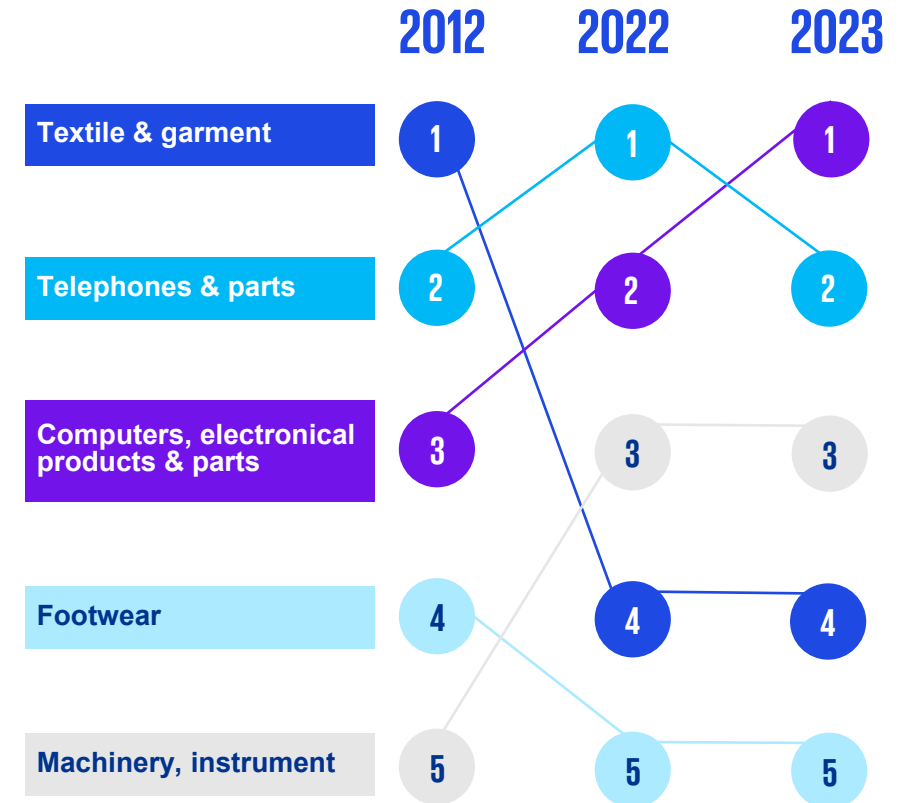 2012 2022 2023
Textile & garment 1 1 1
Telephones & parts 2 2 2
Computers, electronical
products & parts 3 3 3
Footwear 4 4 4
Machinery, instrument 5 5 5